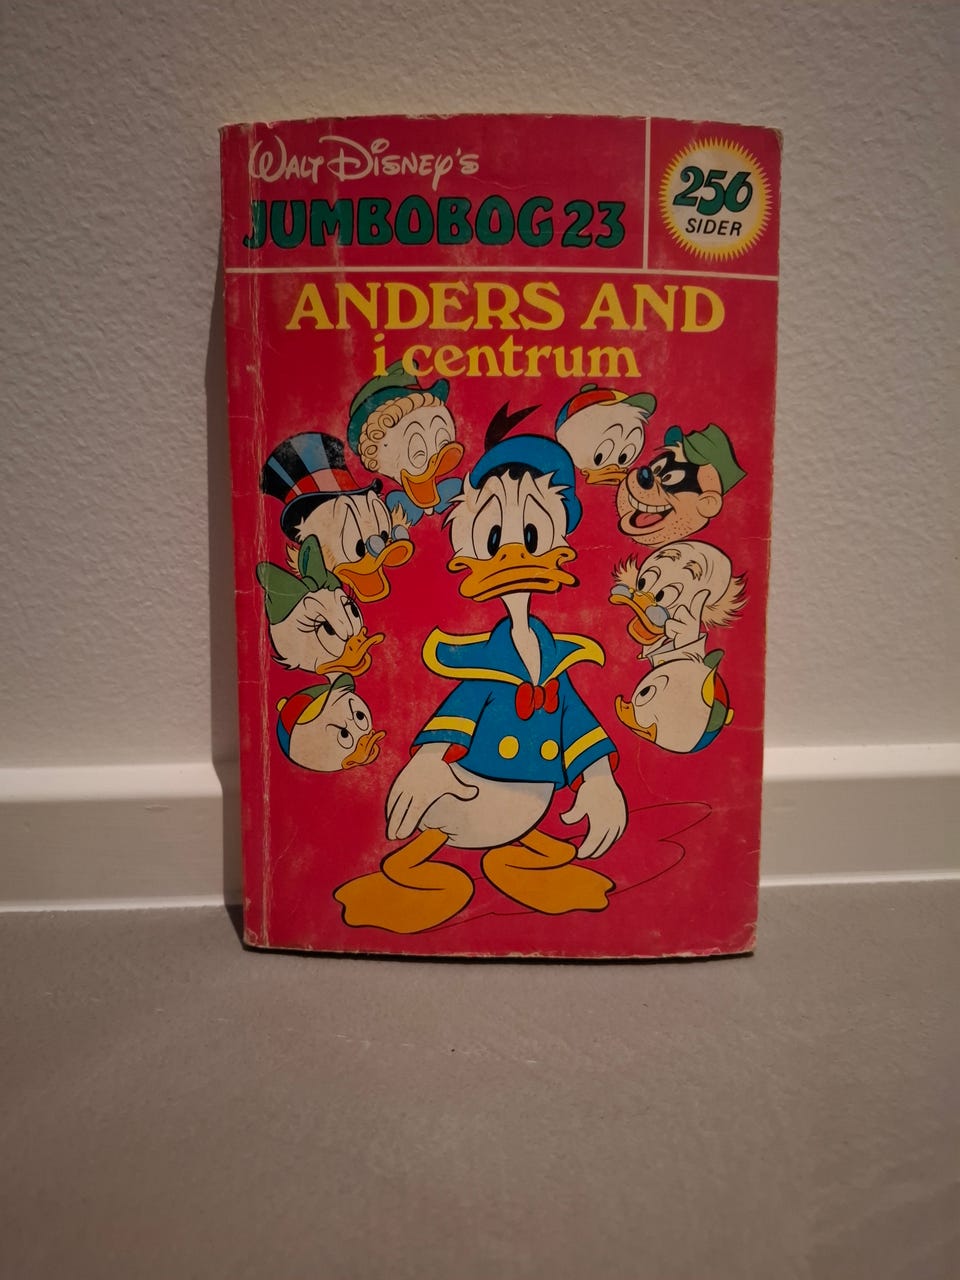 WALT DISNEY'S
JUMBOBOG 23
256
SIDER
ANDERS AND
i centrum